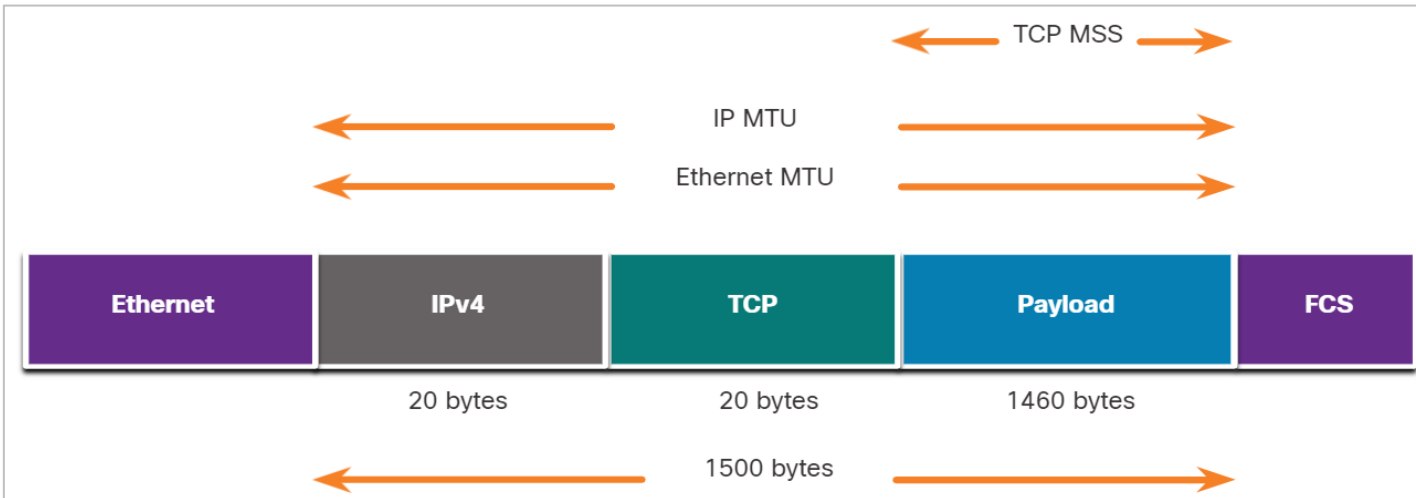 TCP MSS
IP MTU
Ethernet MTU
Ethernet IPv4 TCP Payload FCS
20 bytes 20 bytes 1460 bytes
1500 bytes